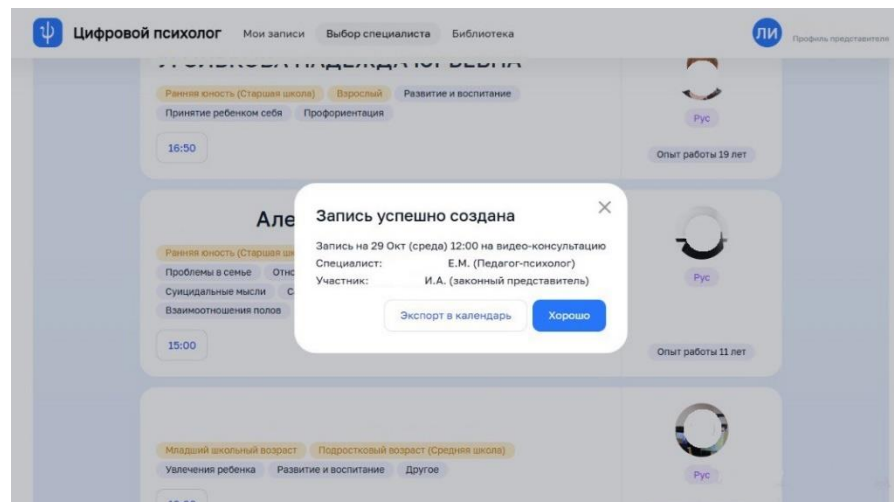 Цифровой психолог Мои записи Выбор специалиста Библиотека ЛИ Профиль представителя
Ранняя юность (Старшая школа) Взрослый Развитие и воспитание
Принятие ребенком себя Профориентация
Рус
16:50
Опыт работы 19 лет
Але
Запись успешно создана
Запись на 29 Окт (среда) 12:00 на видео-консультацию
Специалист: Е.М. (Педагог-психолог)
Участник: И.А. (законный представитель)
Экспорт в календарь Хорошо
Ранняя юность (Старшая
Проблемы в семье
Суицидальные мысли
Взаимоотношения полов
Рус
15:00
Опыт работы 11 лет
Младший школьный возраст Подростковый возраст (Средняя школа)
Увлечения ребенка Развитие и воспитание Другое
Рус